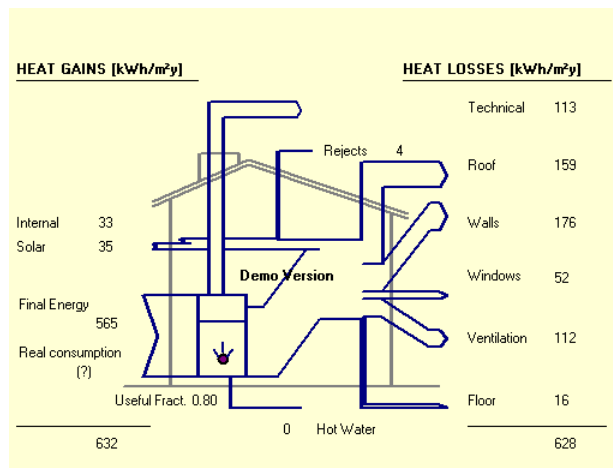 HEAT GAINS [kWh/m²y]
HEAT LOSSES [kWh/m²y]
Technical 113
Rejects 4
Roof 159
Internal 33
Walls 176
Solar 35
Demo Version
Windows 52
Final Energy
565
Ventilation 112
Real consumption
(?)
Useful Fract. 0.80
Floor 16
0 Hot Water
632
628